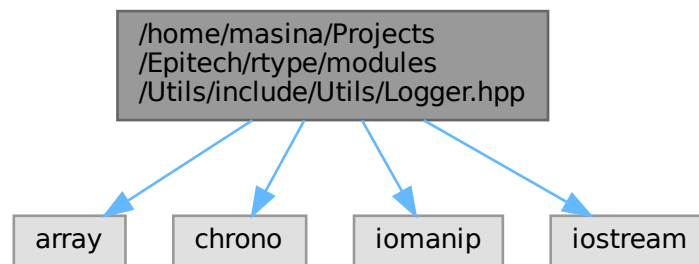 /home/masina/Projects
/Epitech/rtype/modules
/Utils/include/Utils/Logger.hpp
array
chrono
iomanip
iostream